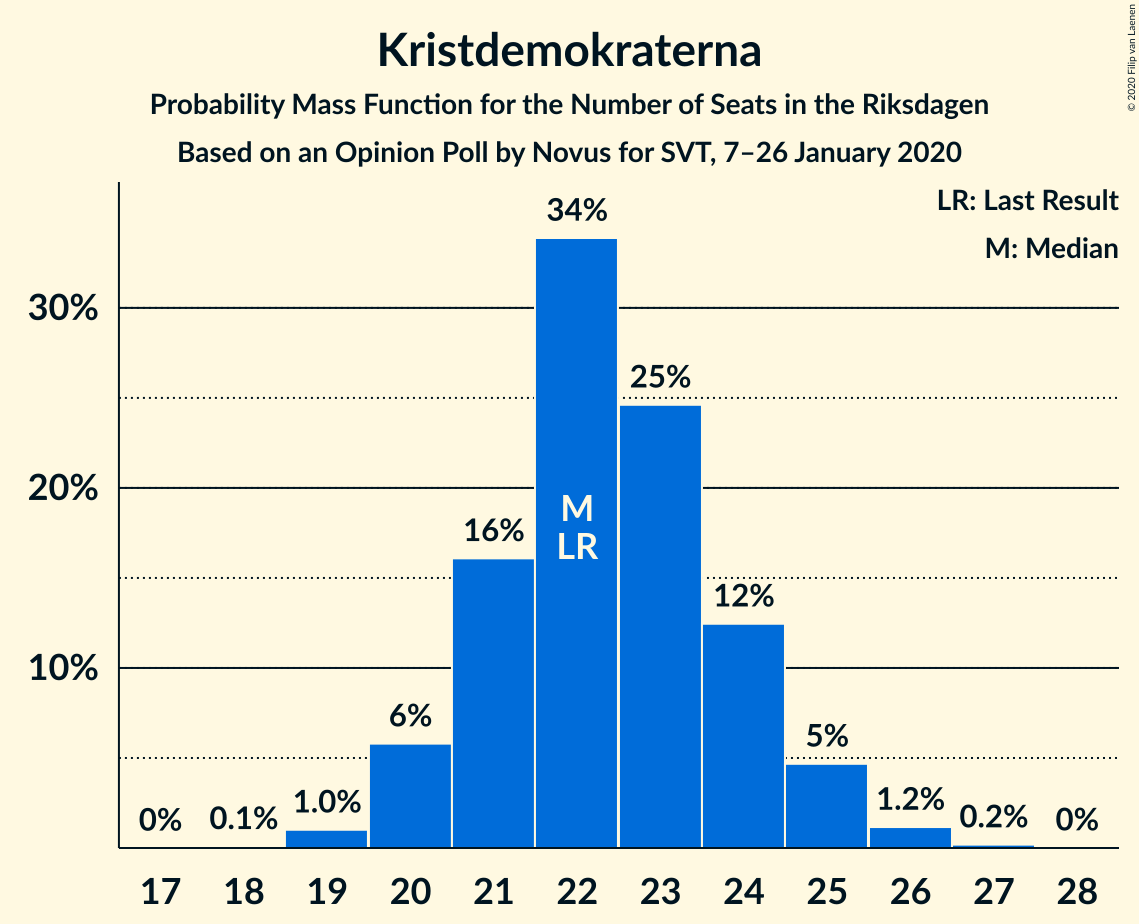 Kristdemokraterna
Probability Mass Function for the Number of Seats in the Riksdagen
Based on an Opinion Poll by Novus for SVT, 7–26 January 2020
© 2020 Filip van Laenen
LR: Last Result
M: Median
30%
20%
10%
0%
0.1%
1.0%
6%
16%
34%
M
LR
25%
12%
5%
1.2%
0.2%
0%
17 18 19 20 21 22 23 24 25 26 27 28